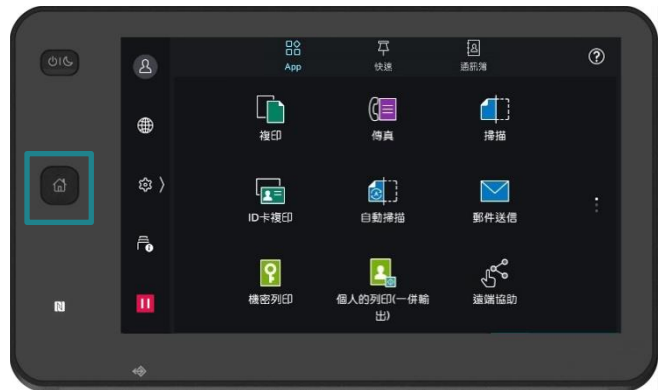 App
快速
通訊簿
複印
傳真
掃描
ID卡複印
自動掃描
郵件送信
機密列印
個人的列印(一併輸
出)
遠端協助